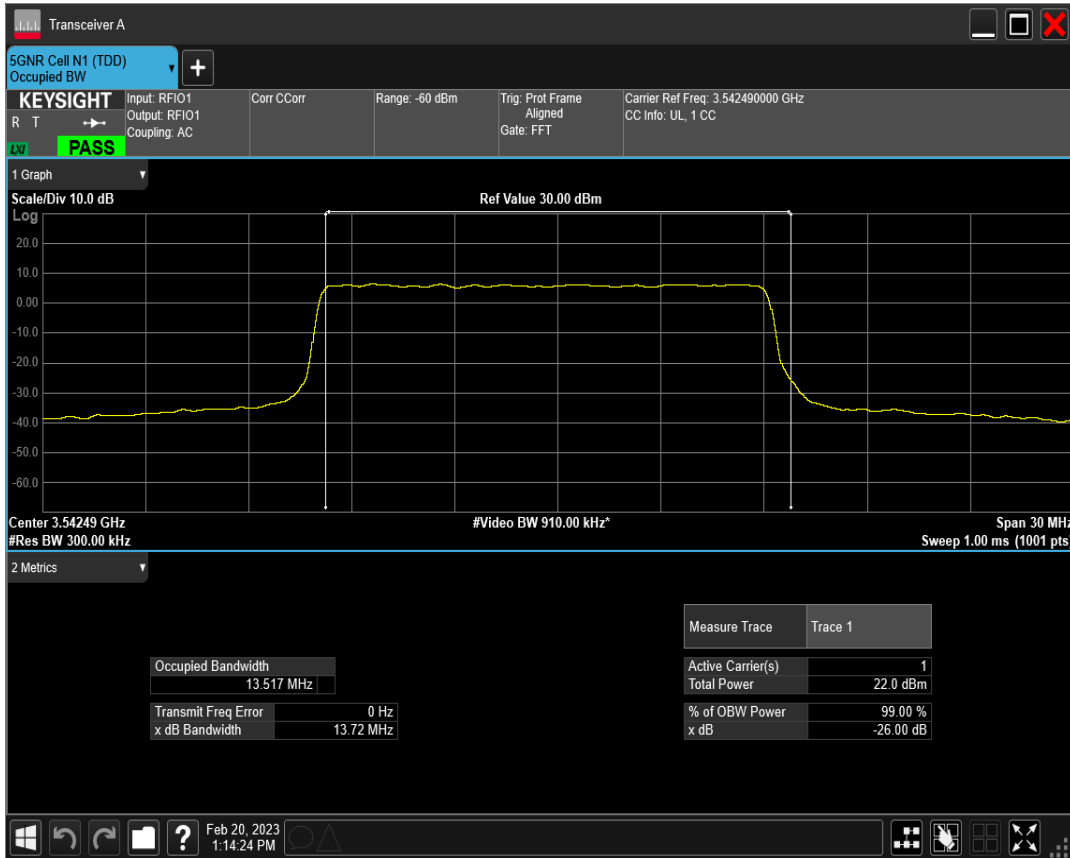 Transceiver A
5GNR Cell N1 (TDD)
Occupied BW
+
KEYSIGHT
R T
LXI
PASS
Input: RFIO1
Output: RFIO1
Coupling: AC
Corr CCorr
Range: -60 dBm
Trig: Prot Frame
Aligned
Gate: FFT
Carrier Ref Freq: 3.542490000 GHz
CC Info: UL, 1 CC
1 Graph
Scale/Div 10.0 dB
Ref Value 30.00 dBm
Log
20.0
10.0
0.00
-10.0
-20.0
-30.0
-40.0
-50.0
-60.0
Center 3.54249 GHz
#Video BW 910.00 kHz*
Span 30 MHz
#Res BW 300.00 kHz
Sweep 1.00 ms (1001 pts)
2 Metrics
Measure Trace Trace 1
Occupied Bandwidth
13.517 MHz
Transmit Freq Error 0 Hz
x dB Bandwidth 13.72 MHz
Active Carrier(s) 1
Total Power 22.0 dBm
% of OBW Power 99.00 %
x dB -26.00 dB
?
Feb 20, 2023
1:14:24 PM